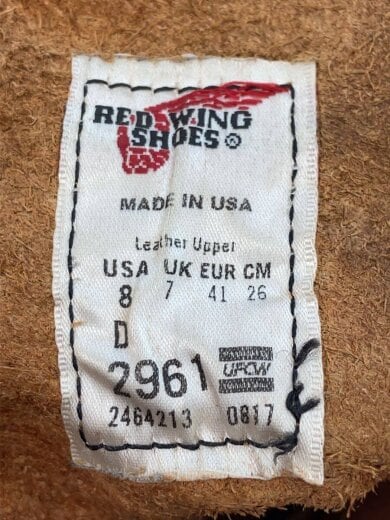 RED WING
SHOES®
MADE IN USA
Leather Upper
USA UK EUR CM
8 7 41 26
D
2961 UFCW
2464213 0817